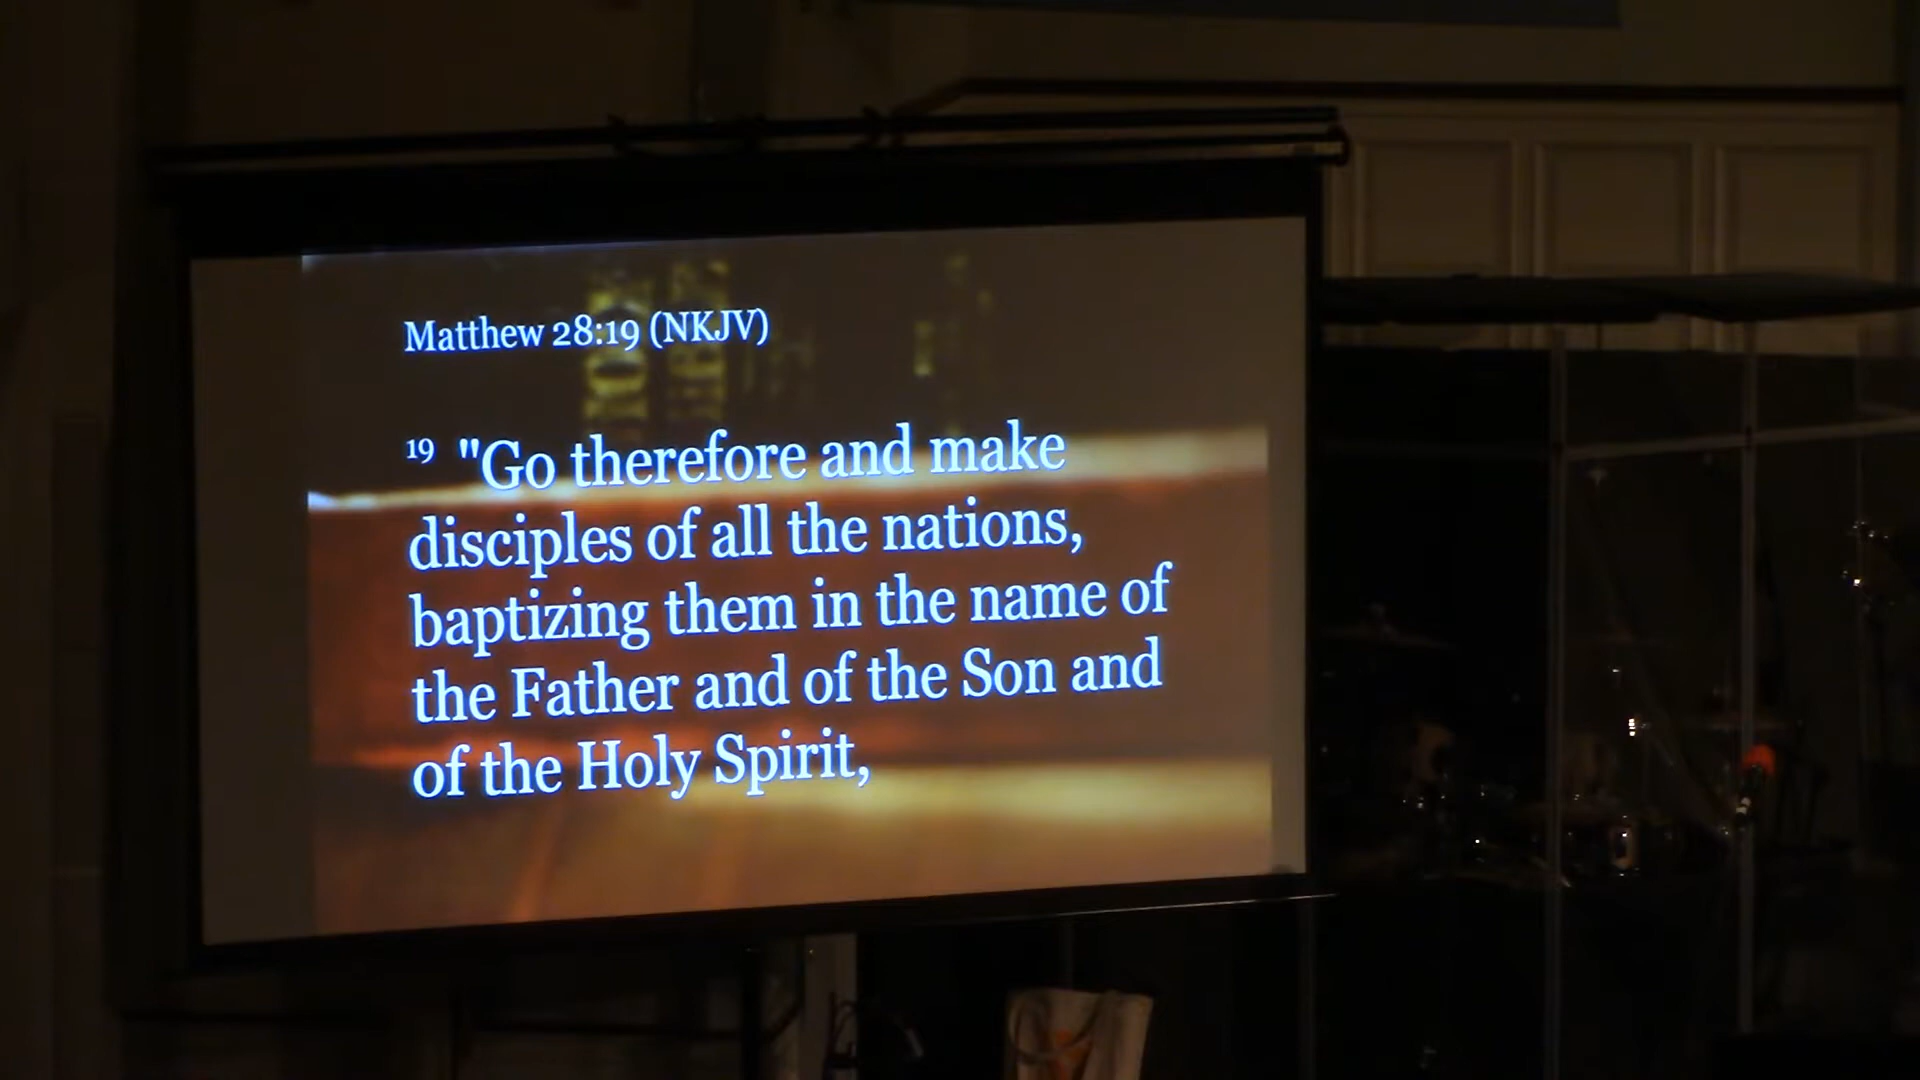 Matthew 28:19 (NKJV)
19 "Go therefore and make
disciples of all the nations,
baptizing them in the name of
the Father and of the Son and
of the Holy Spirit,